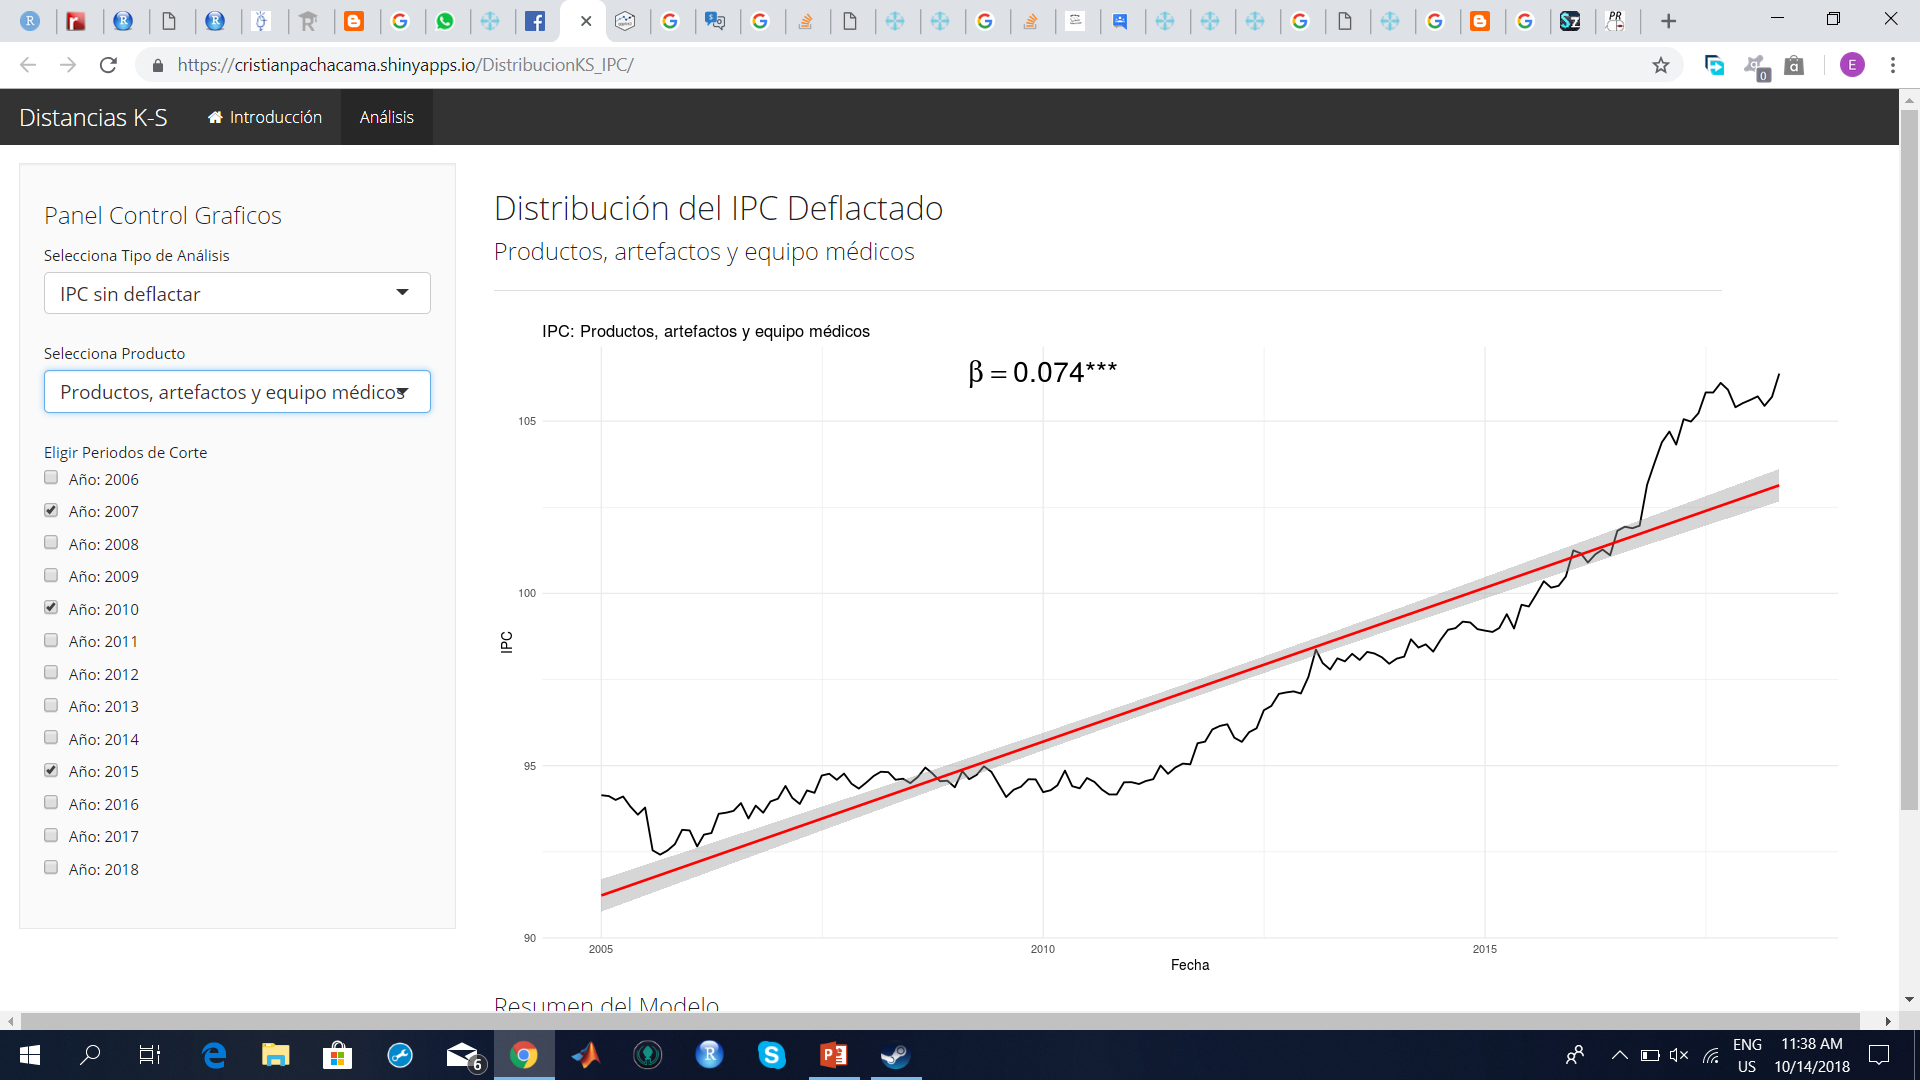 https://cristianpachacama.shinyapps.io/DistribucionKS_IPC/
0
E
Distancias K-S
Introducción
Análisis
Panel Control Graficos
Selecciona Tipo de Análisis
IPC sin deflactar
Selecciona Producto
Productos, artefactos y equipo médicos
Eligir Periodos de Corte
Año: 2006
Año: 2007
Año: 2008
Año: 2009
Año: 2010
Año: 2011
Año: 2012
Año: 2013
Año: 2014
Año: 2015
Año: 2016
Año: 2017
Año: 2018
Distribución del IPC Deflactado
Productos, artefactos y equipo médicos
IPC: Productos, artefactos y equipo médicos
β = 0.074***
105
100
95
90
IPC
2005
2010
2015
Fecha
Resumen del Modelo
6
ENG
US
11:38 AM
10/14/2018